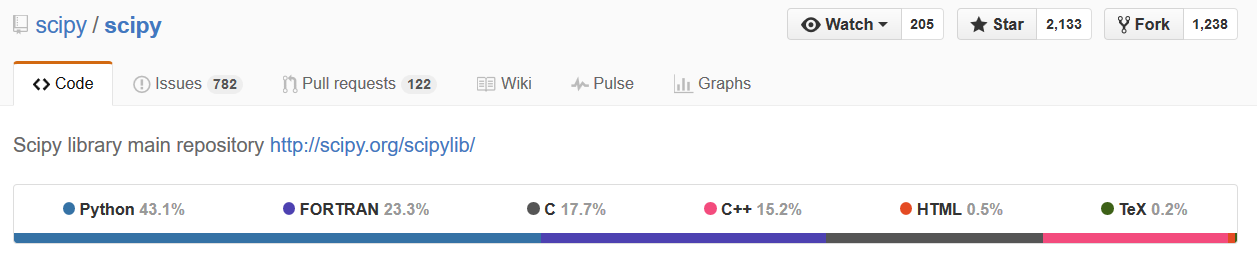 scipy / scipy Watch 205 Star 2,133 Fork 1,238
Code Issues 782 Pull requests 122 Wiki Pulse Graphs
Scipy library main repository http://scipy.org/scipylib/
Python 43.1% FORTRAN 23.3% C 17.7% C++ 15.2% HTML 0.5% TeX 0.2%